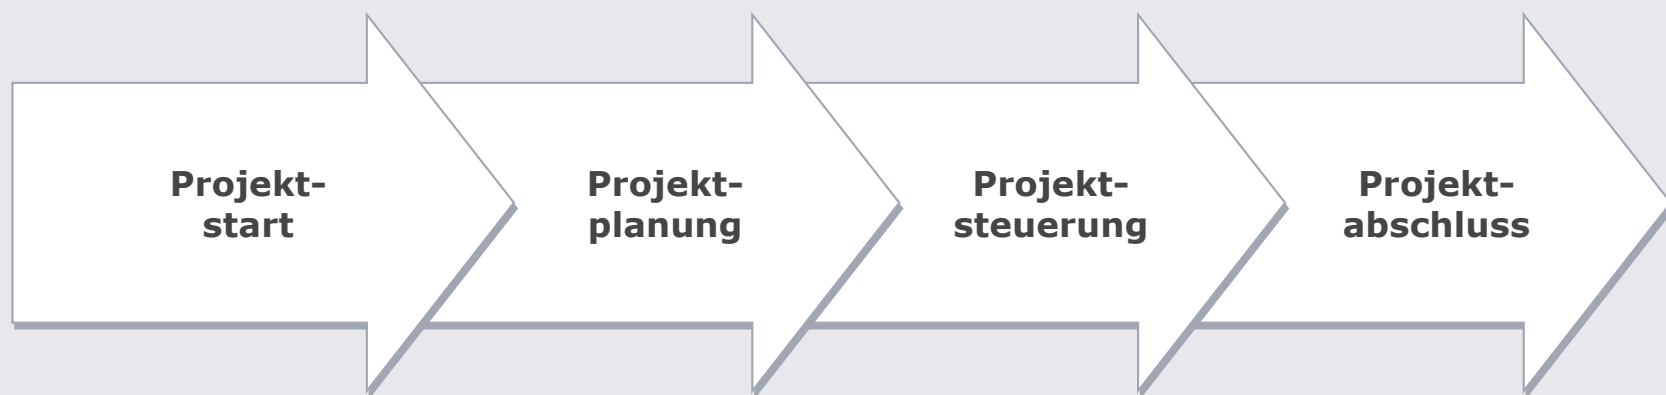 Projekt-
start
Projekt-
planung
Projekt-
steuerung
Projekt-
abschluss